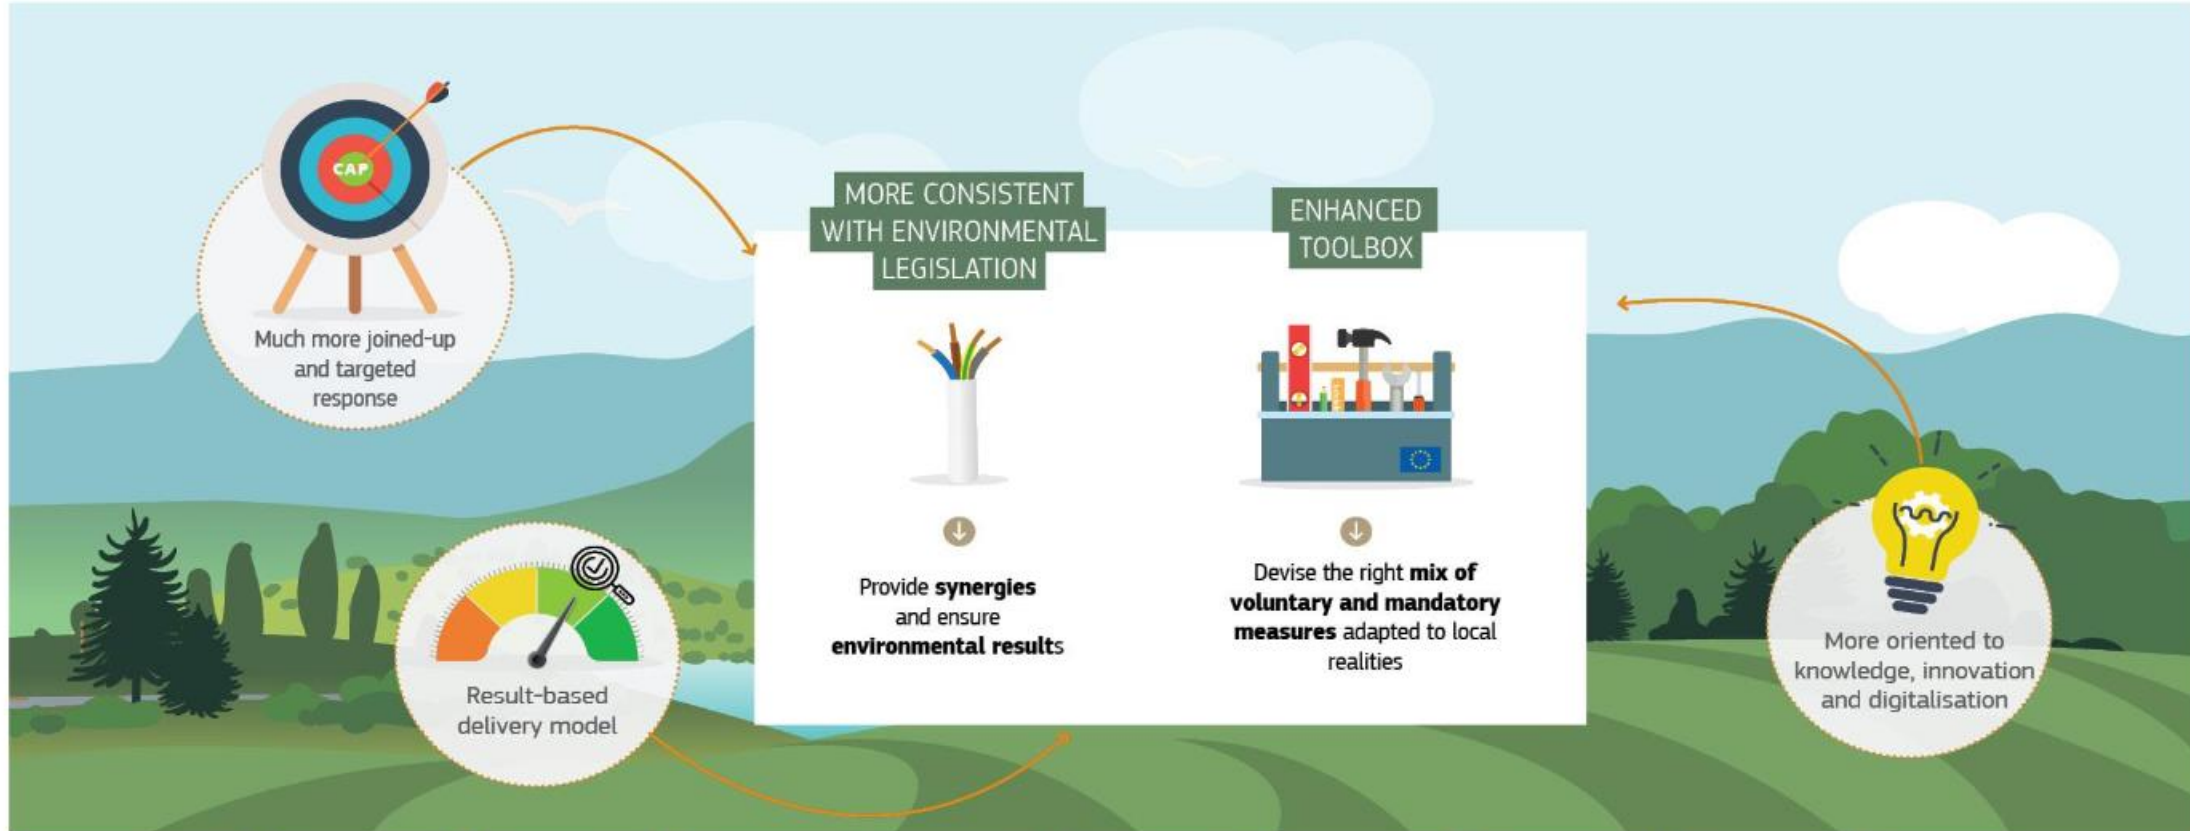 CAP
Much more joined-up
and targeted
response
Result-based
delivery model
MORE CONSISTENT
WITH ENVIRONMENTAL
LEGISLATION
Provide synergies
and ensure
environmental results
ENHANCED
TOOLBOX
Devise the right mix of
voluntary and mandatory
measures adapted to local
realities
More oriented to
knowledge, innovation
and digitalisation